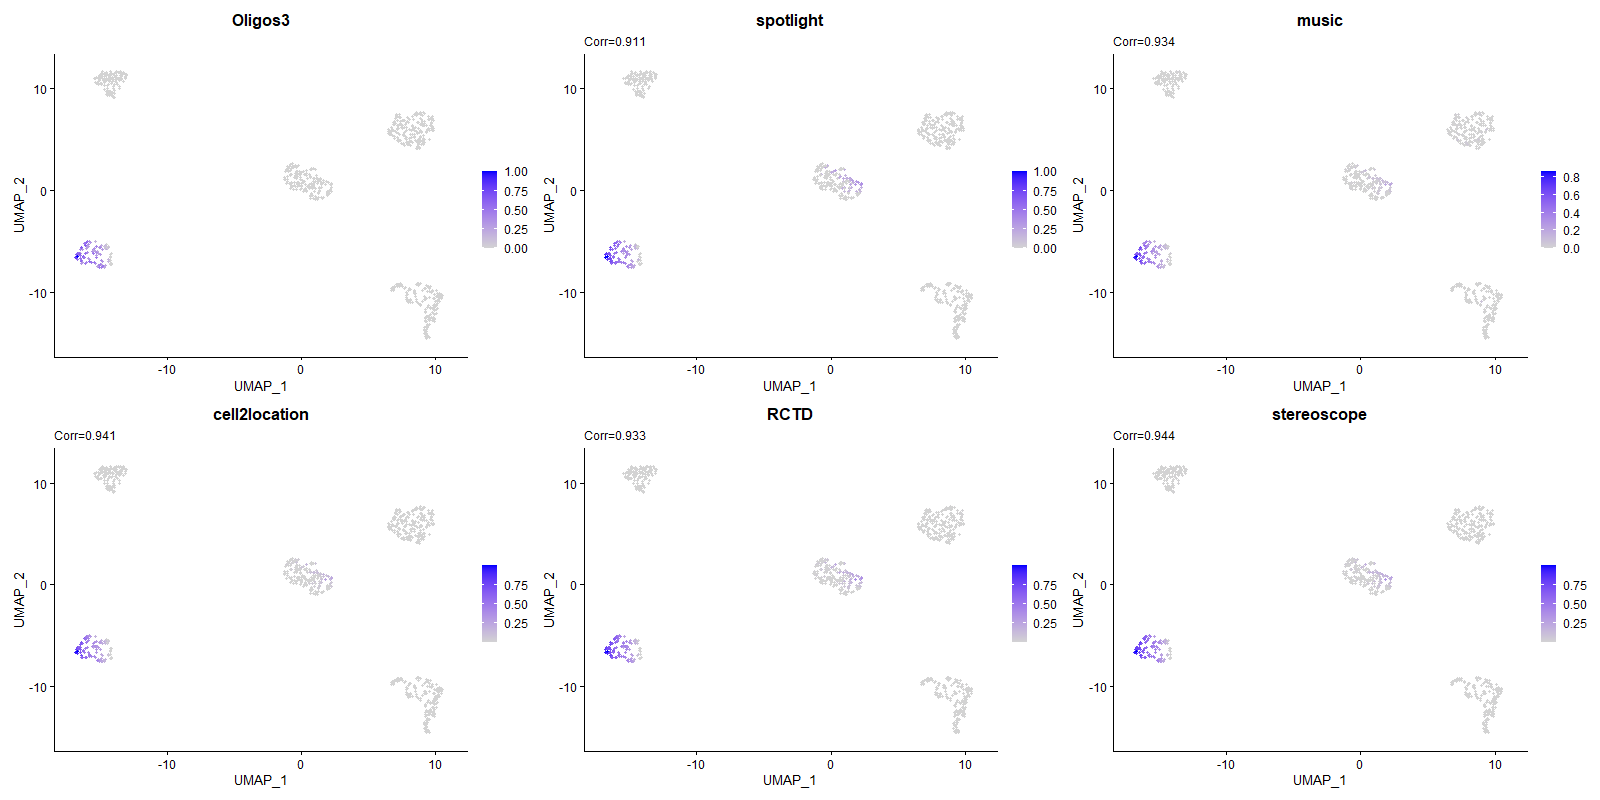 Oligos3
10
0
-10
UMAP_2
-10
0
10
UMAP_1
1.00
0.75
0.50
0.25
0.00
spotlight
Corr=0.911
10
0
-10
UMAP_2
-10
0
10
UMAP_1
1.00
0.75
0.50
0.25
0.00
music
Corr=0.934
10
0
-10
UMAP_2
-10
0
10
UMAP_1
0.8
0.6
0.4
0.2
0.0
cell2location
Corr=0.941
10
0
-10
UMAP_2
-10
0
10
UMAP_1
0.75
0.50
0.25
RCTD
Corr=0.933
10
0
-10
UMAP_2
-10
0
10
UMAP_1
0.75
0.50
0.25
stereoscope
Corr=0.944
10
0
-10
UMAP_2
-10
0
10
UMAP_1
0.75
0.50
0.25